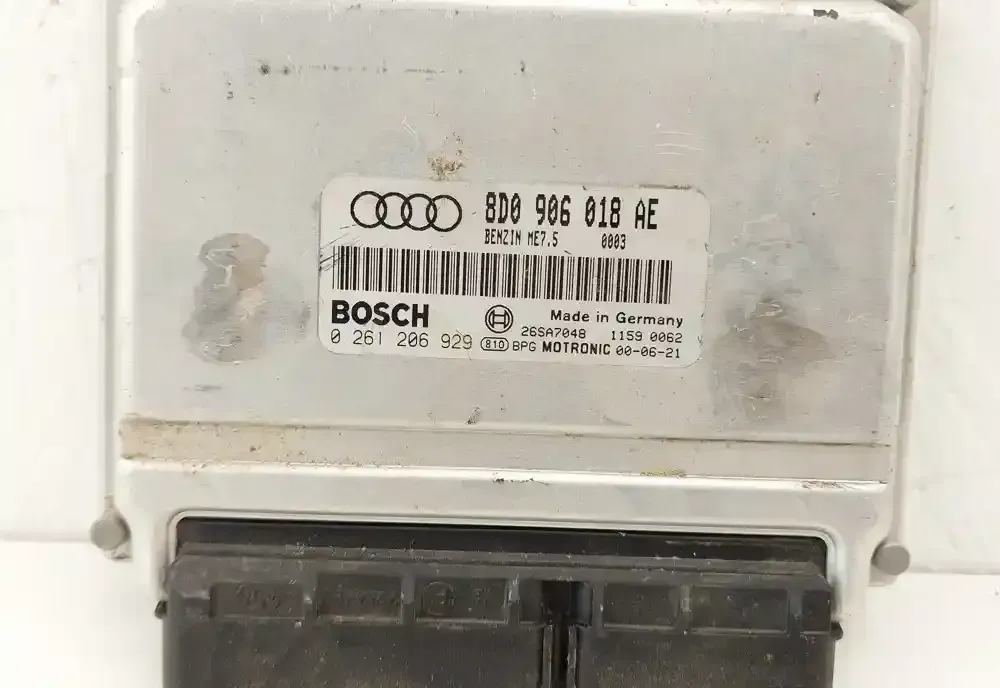 8D0 906 018 AE
BENZIN ME7.5 0003
BOSCH Made in Germany
26SA7048 1159 0062
0 261 206 929 810 BPG MOTRONIC 00-06-21